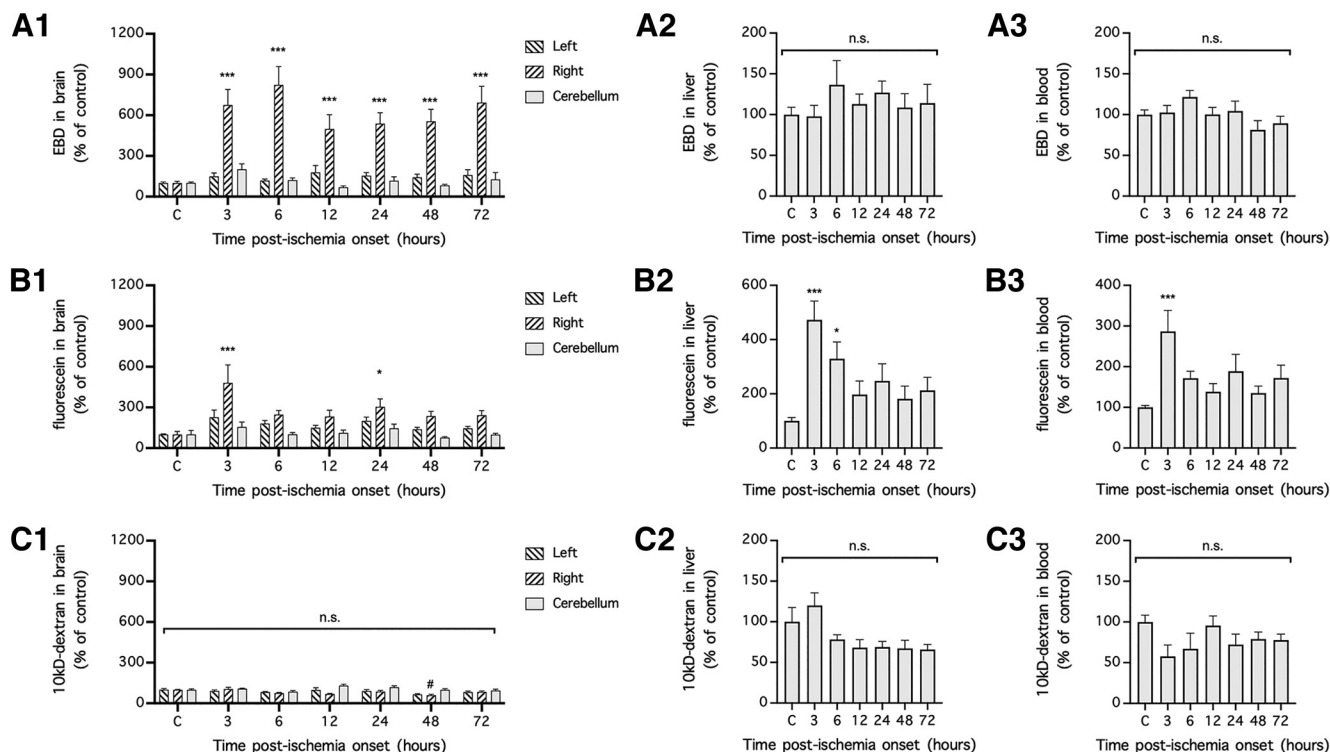 A1
EBD in brain
(% of control)
1200
900
600
300
0
***
***
***
***
***
***
C 3 6 12 24 48 72
Time post-ischemia onset (hours)
Left
Right
Cerebellum
A2
EBD in liver
(% of control)
200
150
100
50
0
n.s.
C 3 6 12 24 48 72
Time post-ischemia onset (hours)
A3
EBD in blood
(% of control)
200
150
100
50
0
n.s.
C 3 6 12 24 48 72
Time post-ischemia onset (hours)
B1
fluorescein in brain
(% of control)
1200
900
600
300
0
***
*
C 3 6 12 24 48 72
Time post-ischemia onset (hours)
Left
Right
Cerebellum
B2
fluorescein in liver
(% of control)
600
400
200
0
***
*
C 3 6 12 24 48 72
Time post-ischemia onset (hours)
B3
fluorescein in blood
(% of control)
400
300
200
100
0
***
C 3 6 12 24 48 72
Time post-ischemia onset (hours)
C1
10kD-dextran in brain
(% of control)
1200
900
600
300
0
n.s.
#
C 3 6 12 24 48 72
Time post-ischemia onset (hours)
Left
Right
Cerebellum
C2
10kD-dextran in liver
(% of control)
200
150
100
50
0
n.s.
C 3 6 12 24 48 72
Time post-ischemia onset (hours)
C3
10kD-dextran in blood
(% of control)
200
150
100
50
0
n.s.
C 3 6 12 24 48 72
Time post-ischemia onset (hours)